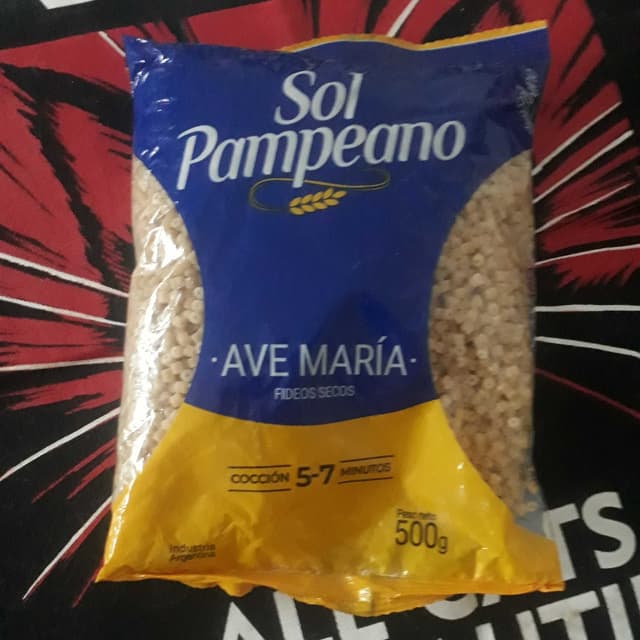 Sol
Pampeano
· AVE MARÍA ·
FIDEOS SECOS
COCCIÓN 5-7 MINUTOS
Peso neto
500g
Industria
Argentina